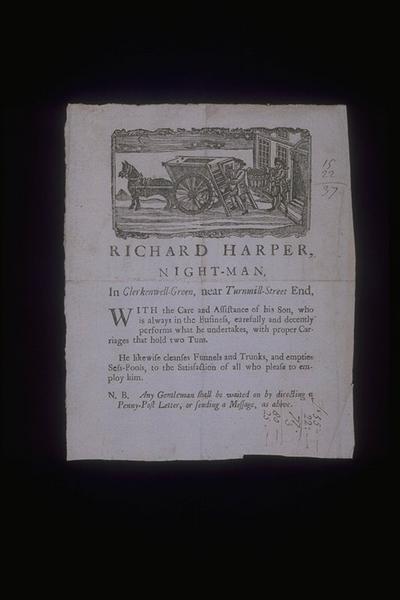 15
22
37
RICHARD HARPER,
NIGHT-MAN,
In Clerkenwell-Green, near Turnmill-Street End,
WITH the Care and Assistance of his Son, who
is always in the Business, carefully and decently
performs what he undertakes, with proper Car-
riages that hold two Tuns.
He likewise cleanses Funnels and Trunks, and empties
Sess-Pools, to the Satisfaction of all who please to em-
ploy him.
N. B. Any Gentleman shall be waited on by directing a
Penny-Post Letter, or sending a Message, as above.